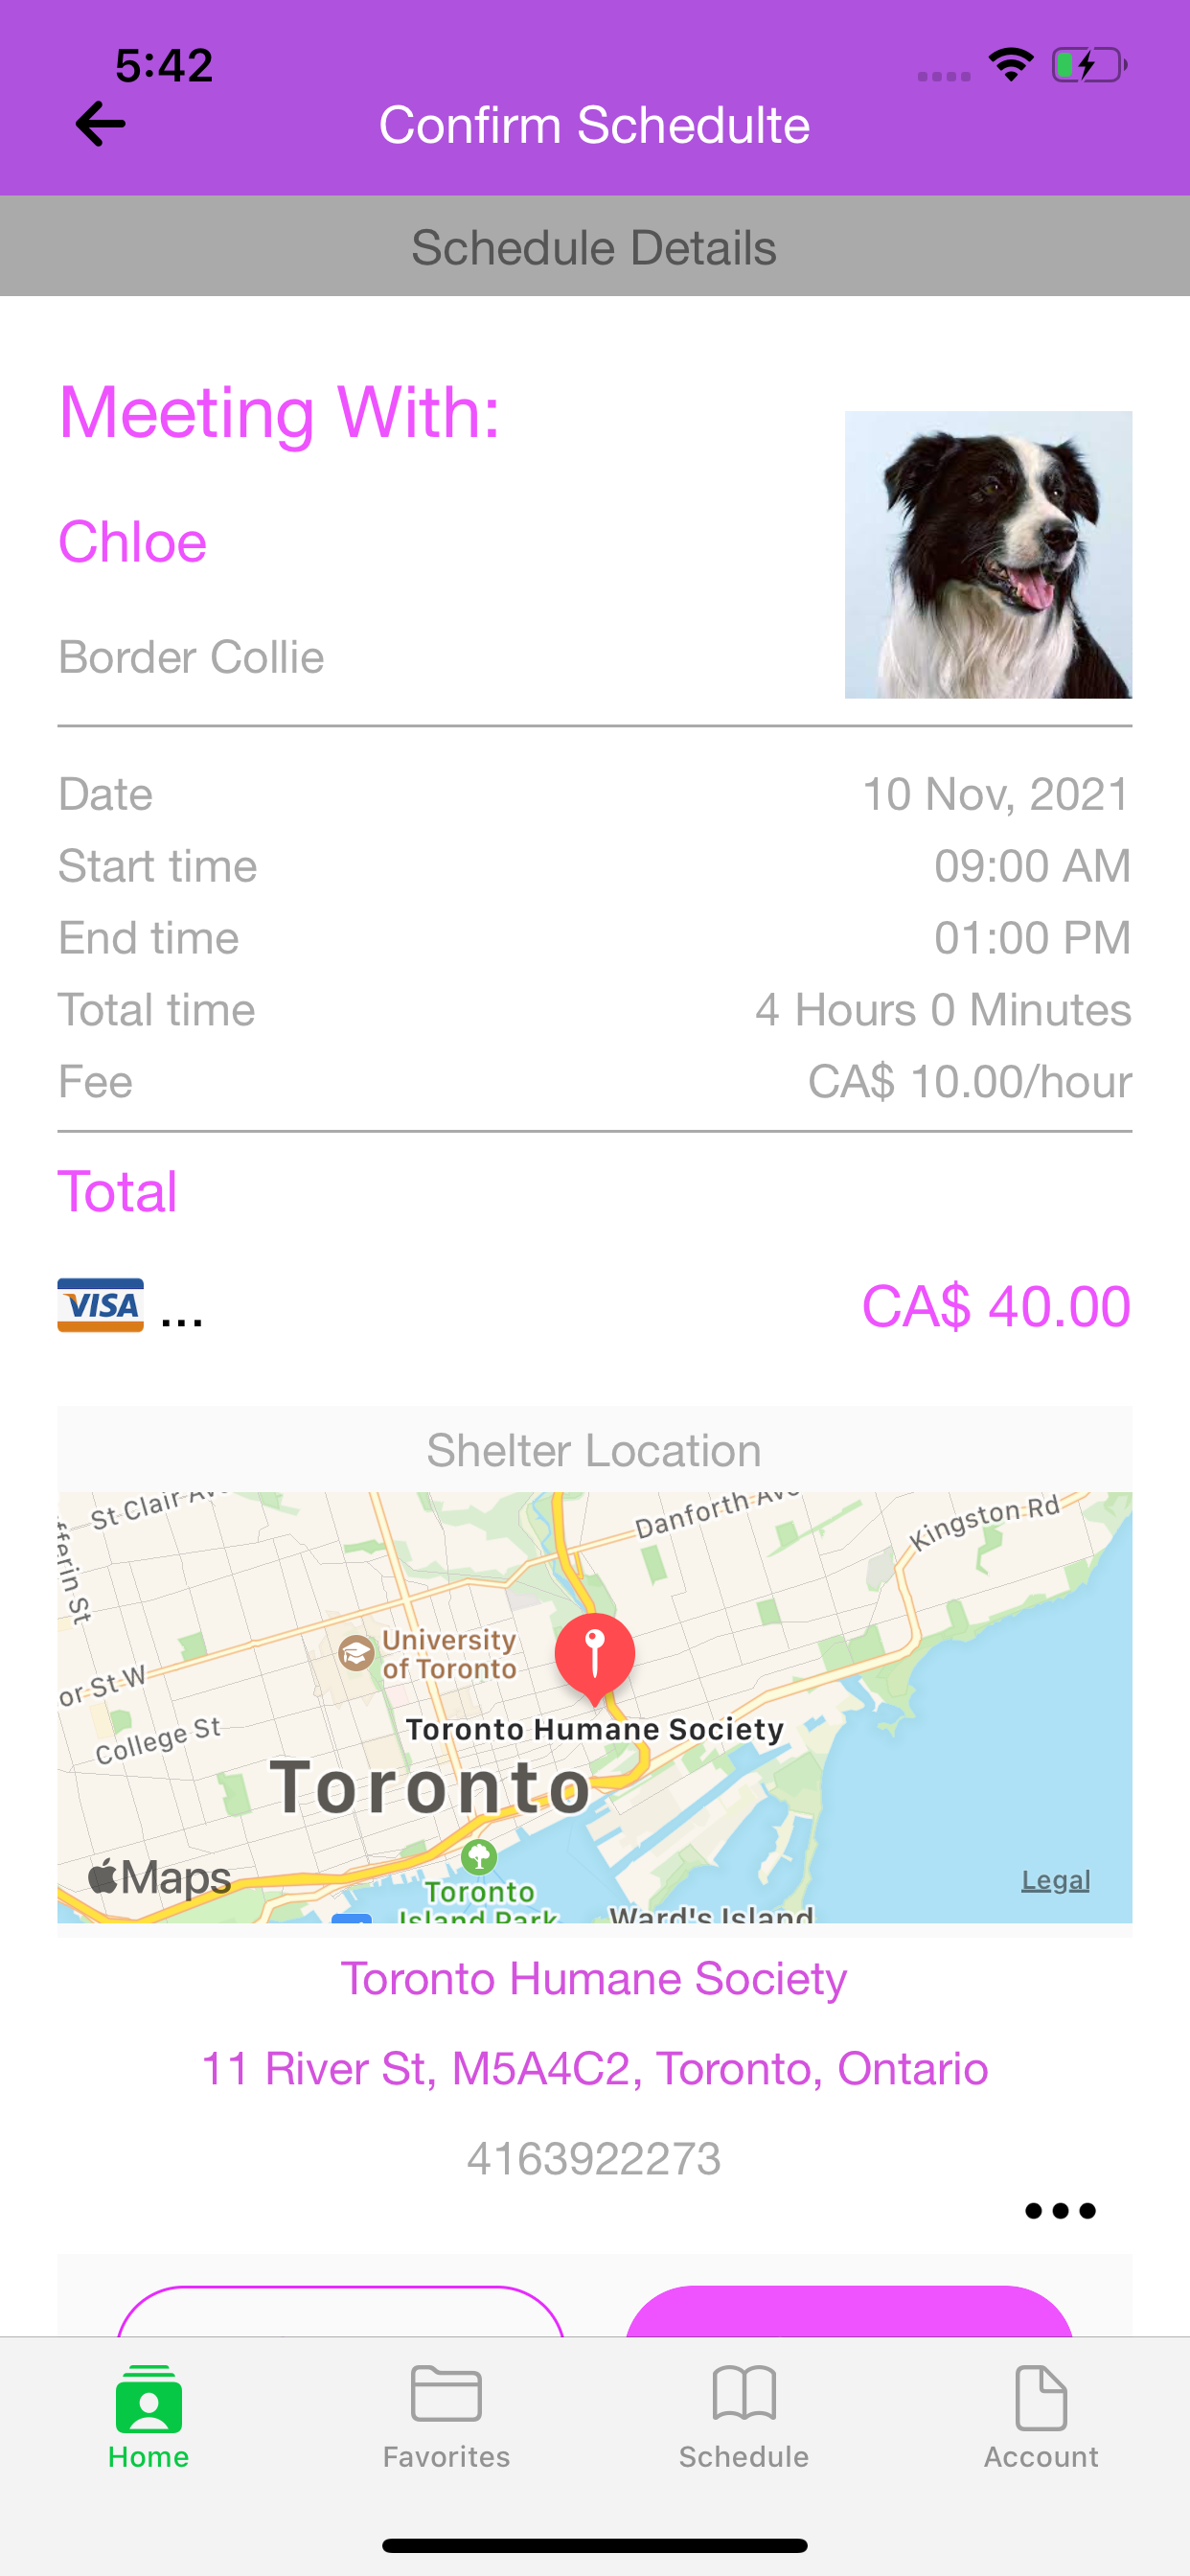 5:42
Confirm Schedulte
Schedule Details
Meeting With:
Chloe
Border Collie
Date 10 Nov, 2021
Start time 09:00 AM
End time 01:00 PM
Total time 4 Hours 0 Minutes
Fee CA$ 10.00/hour
Total
VISA ... CA$ 40.00
Shelter Location
St Clair Ave
Danforth Ave
Kingston Rd
fferin St
University
of Toronto
or St W
College St
Toronto Humane Society
Toronto
Maps
Legal
Toronto
Island Park
Ward's Island
Toronto Humane Society
11 River St, M5A4C2, Toronto, Ontario
4163922273
Home Favorites Schedule Account